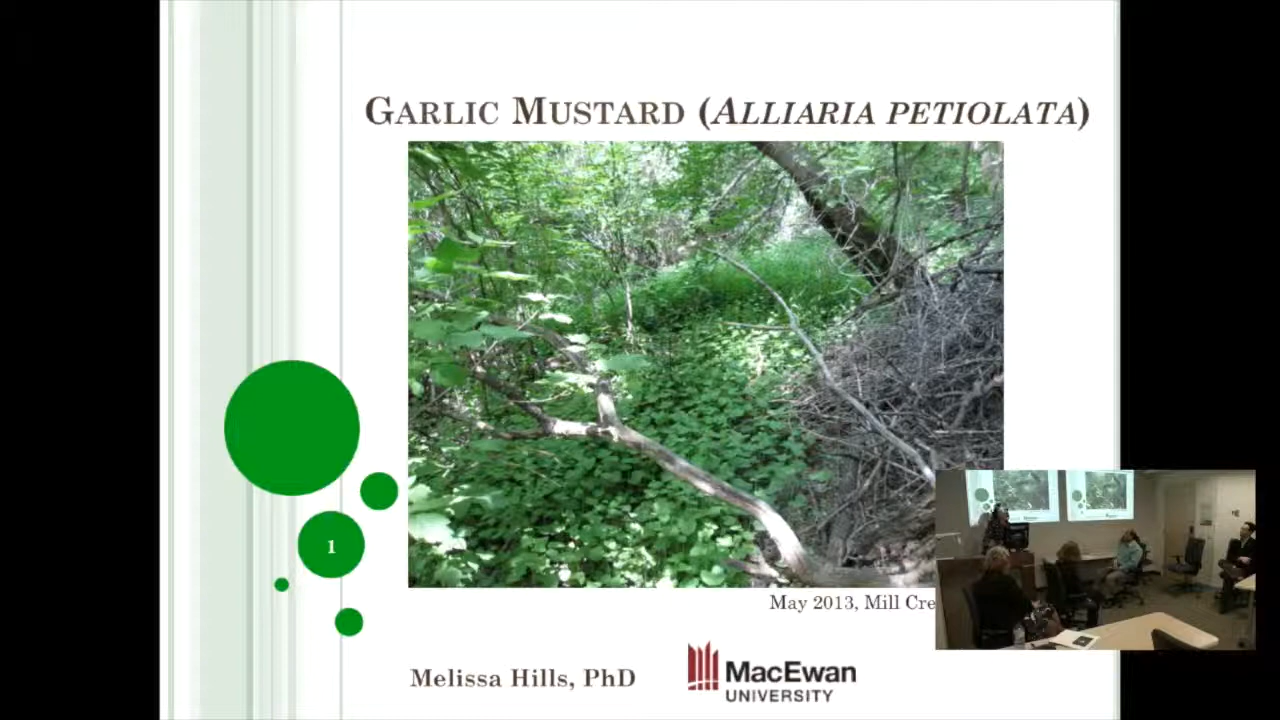 GARLIC MUSTARD (ALLIARIA PETIOLATA)
1
May 2013, Mill Cre
Melissa Hills, PhD
MacEwan
UNIVERSITY